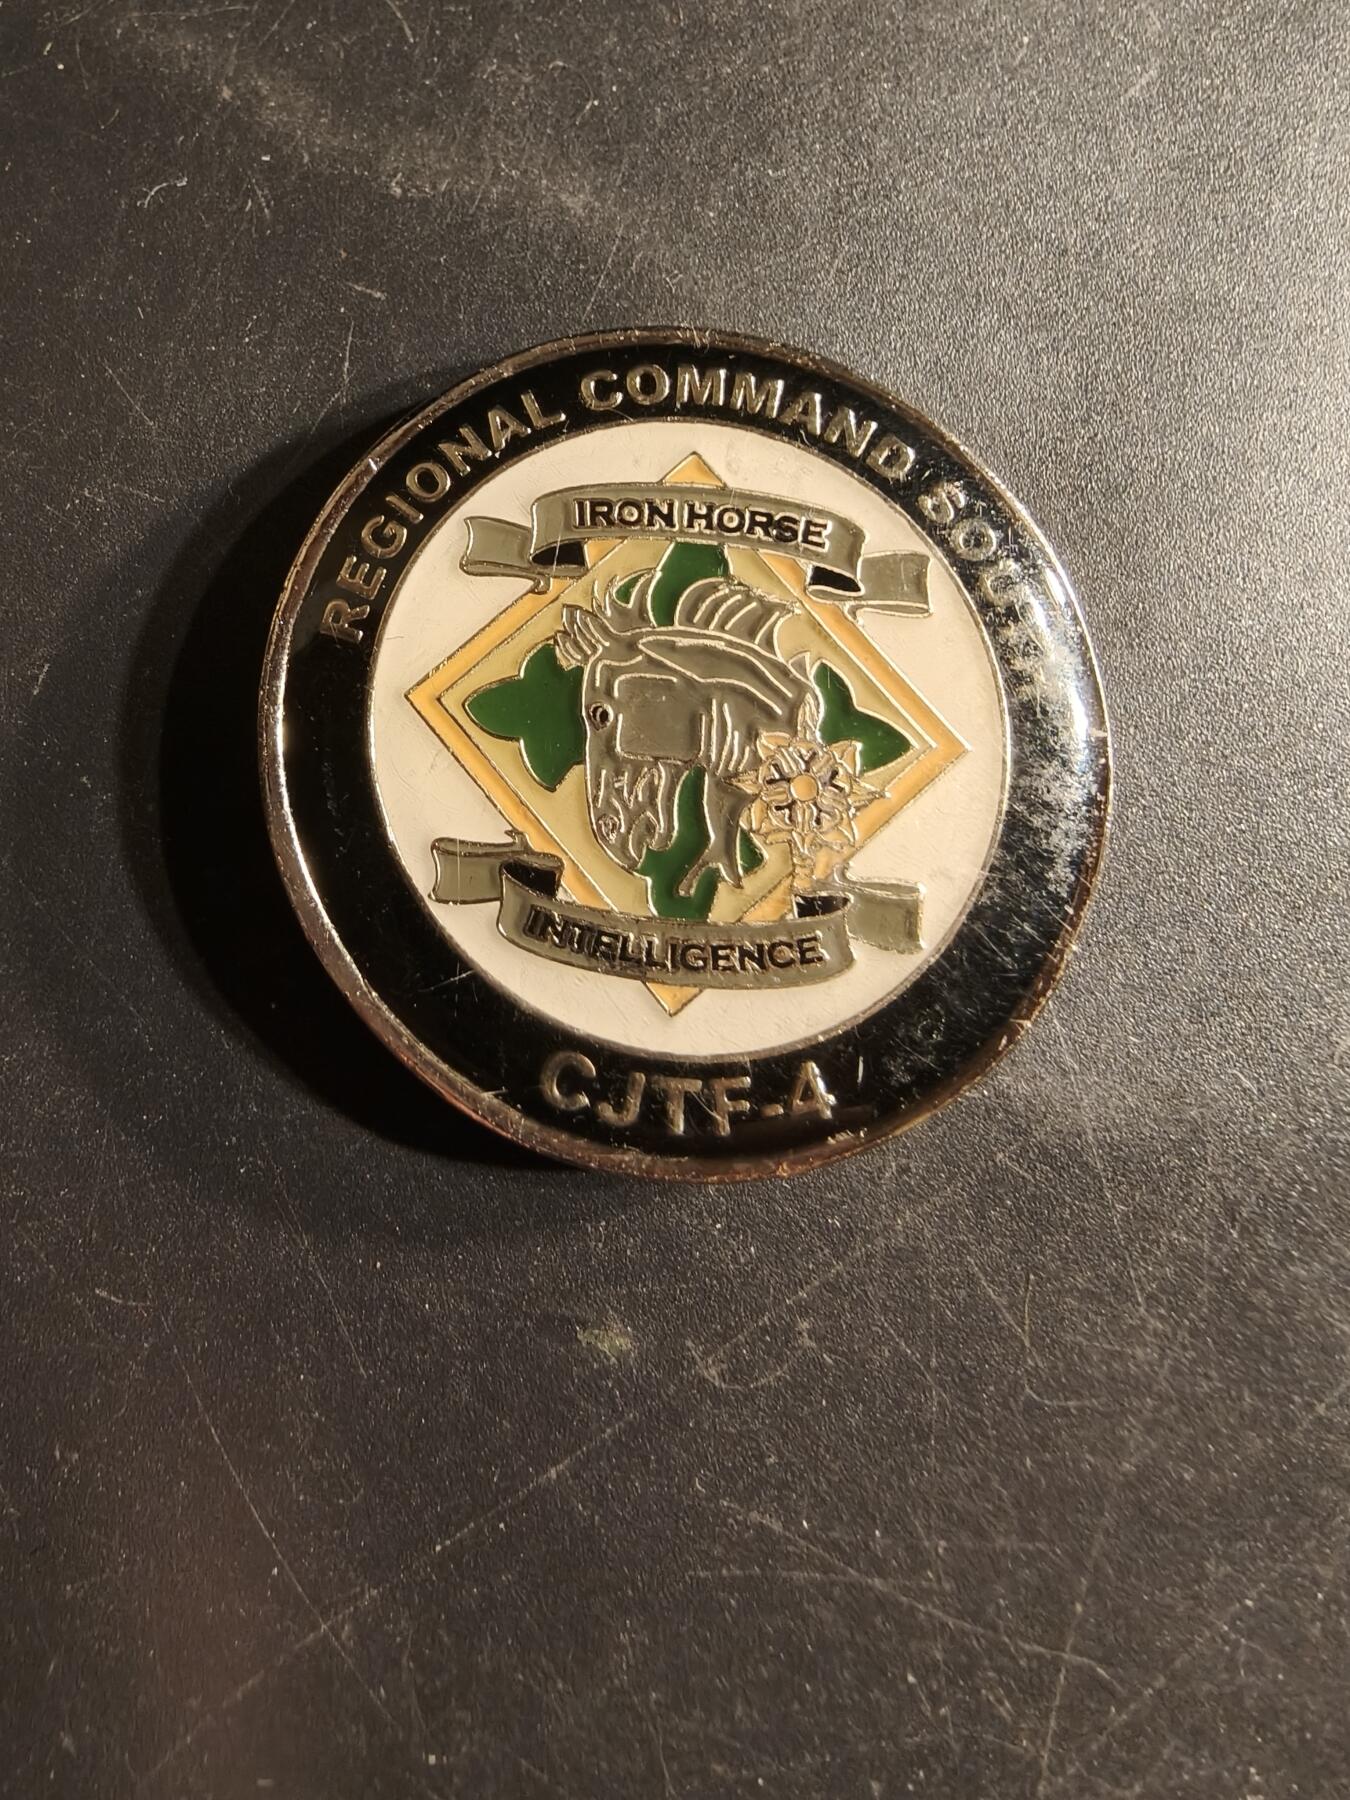 REGIONAL COMMAND SOUTH
IRON HORSE
INTELLIGENCE
CJTF-4